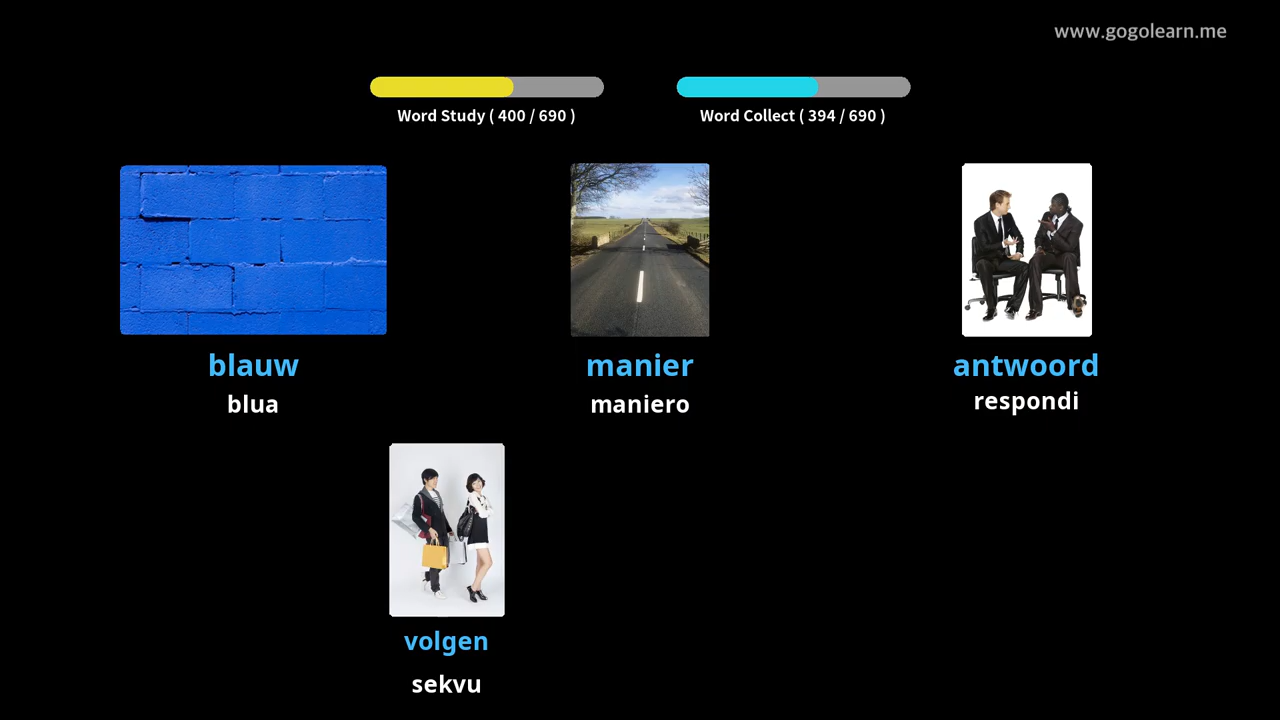 www.gogolearn.me
Word Study ( 400 / 690 )
Word Collect ( 394 / 690 )
blauw
blua
manier
maniero
antwoord
respondi
volgen
sekvu